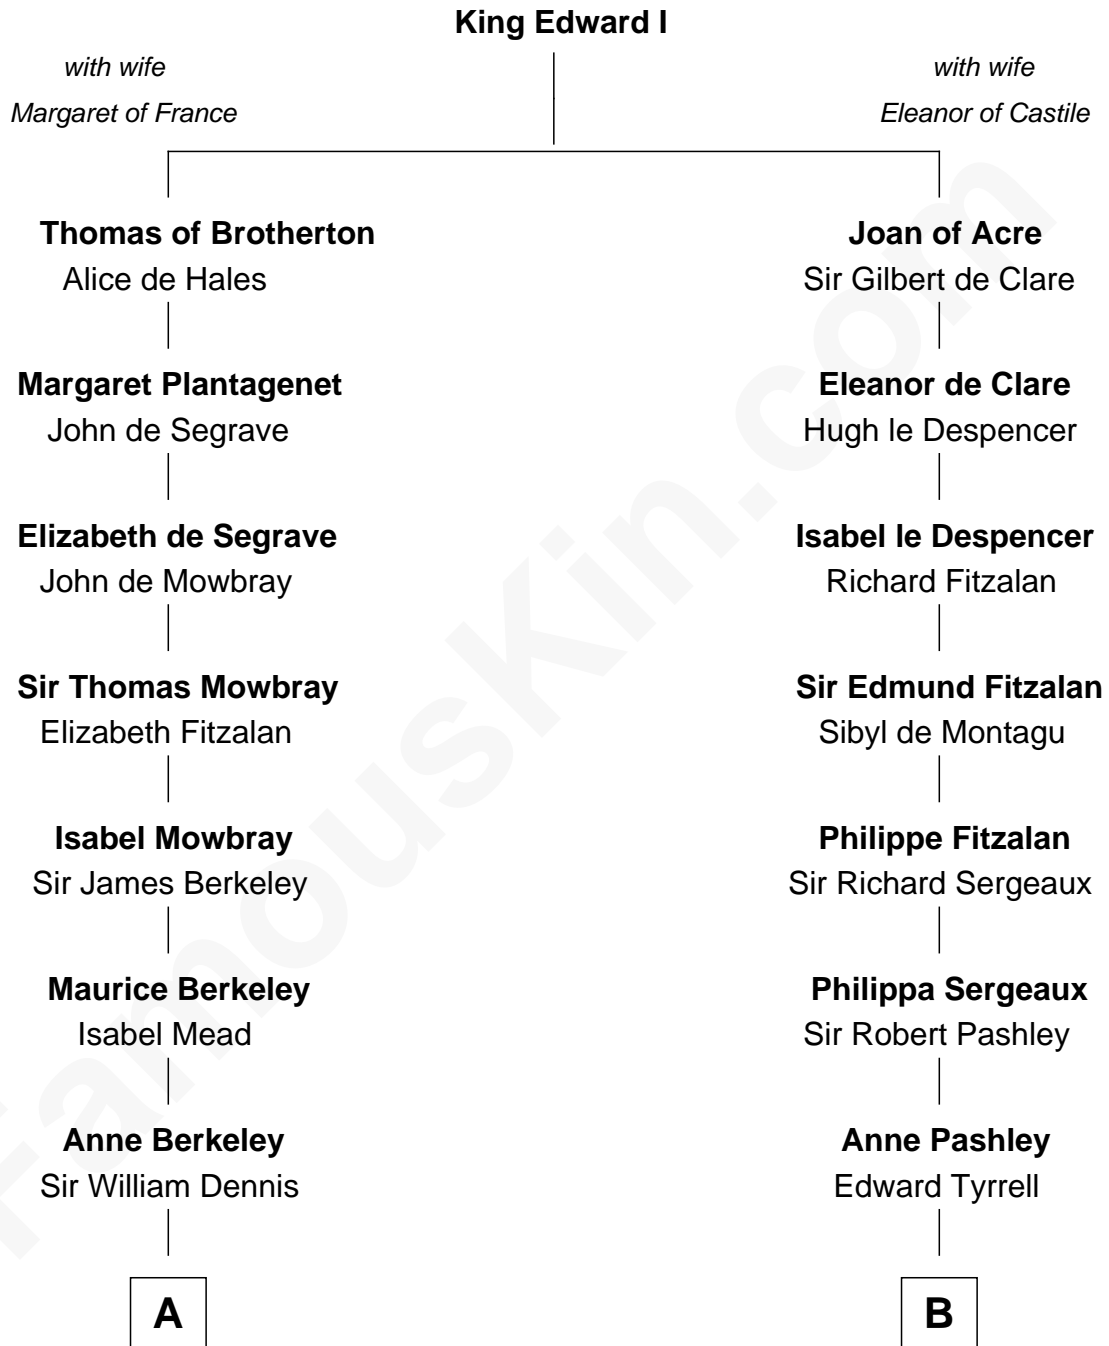 King Edward I
with wife
Margaret of France
with wife
Eleanor of Castile
Thomas of Brotherton
Alice de Hales
Joan of Acre
Sir Gilbert de Clare
Margaret Plantagenet
John de Segrave
Eleanor de Clare
Hugh le Despencer
Elizabeth de Segrave
John de Mowbray
Isabel le Despencer
Richard Fitzalan
Sir Thomas Mowbray
Elizabeth Fitzalan
Sir Edmund Fitzalan
Sibyl de Montagu
Isabel Mowbray
Sir James Berkeley
Philippe Fitzalan
Sir Richard Sergeaux
Maurice Berkeley
Isabel Mead
Philippa Sergeaux
Sir Robert Pashley
Anne Berkeley
Sir William Dennis
Anne Pashley
Edward Tyrrell
A
B
FamousKin.com